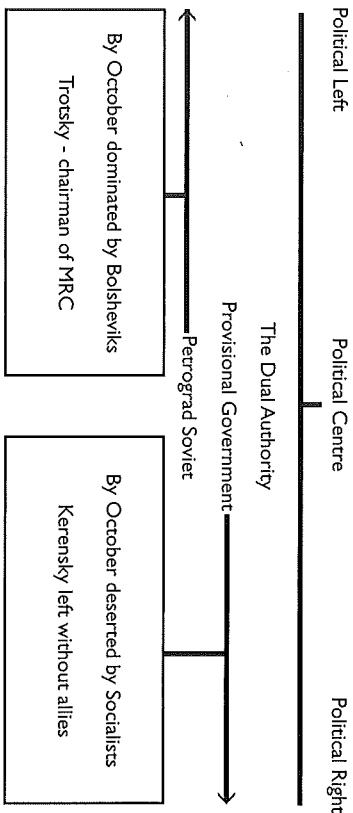 Political Left
Political Centre
Political Right
The Dual Authority
Provisional Government
Petrograd Soviet
By October dominated by Bolsheviks
Trotsky - chairman of MRC
By October deserted by Socialists
Kerensky left without allies